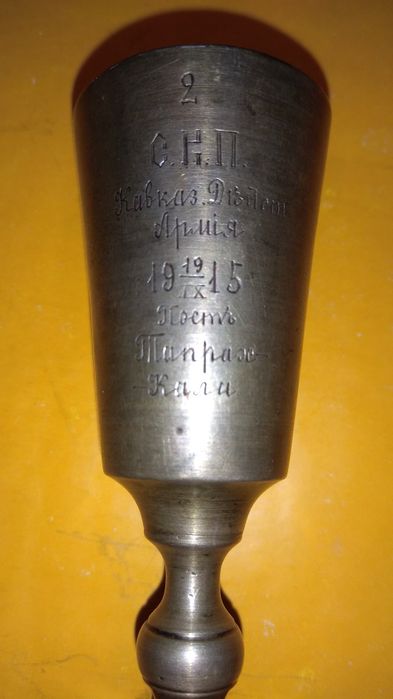 2
С.Н.П.
Кавказ. Дѣйст
Армія
19 19/IX 15
Постъ
Типраж-
-Кали